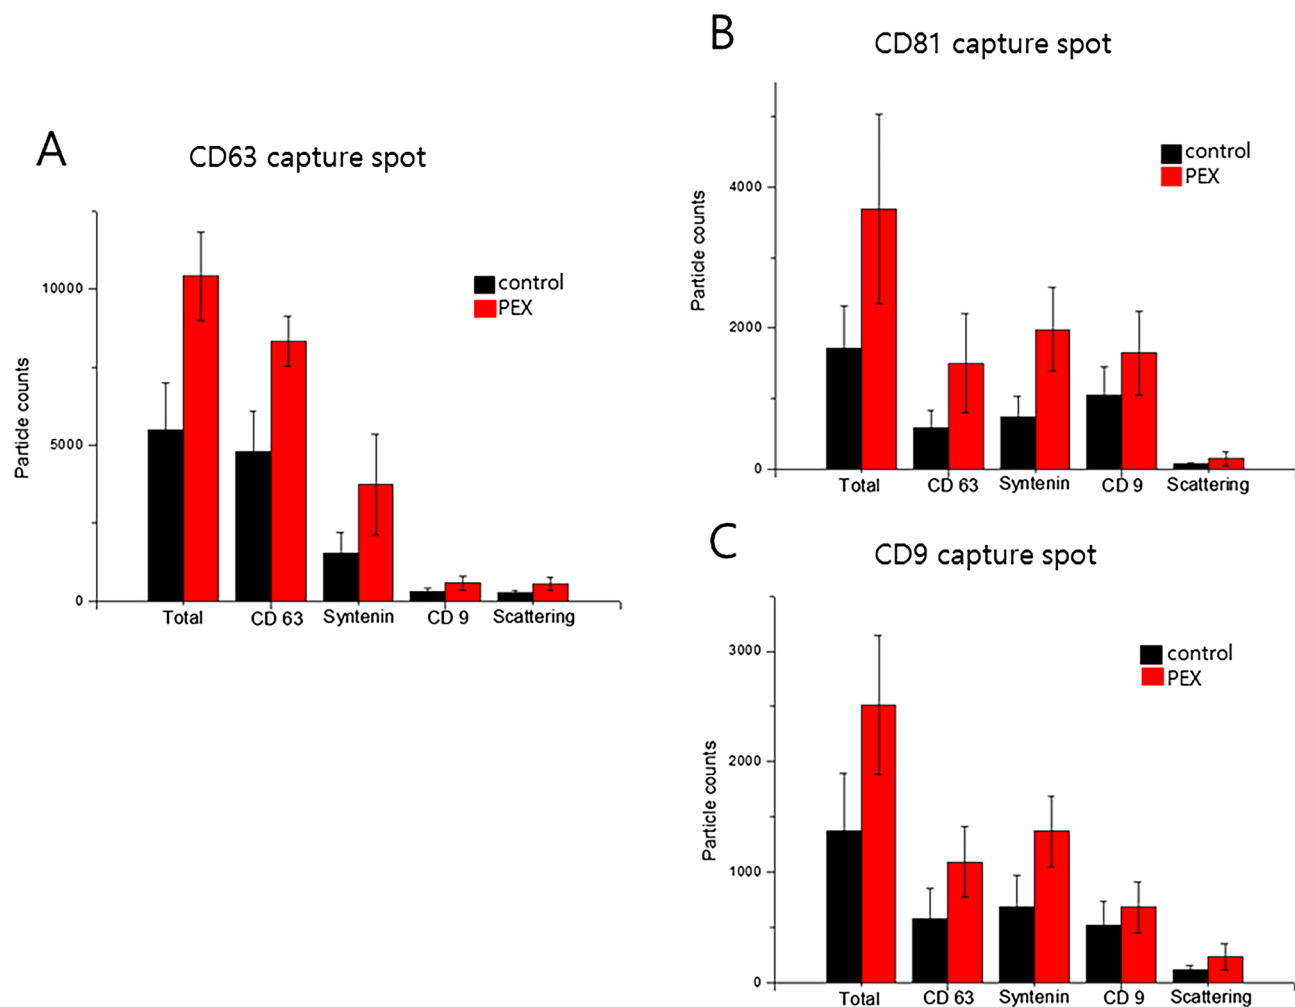 A
CD63 capture spot
control
PEX
Particle counts
10000
5000
0
Total
CD 63
Syntenin
CD 9
Scattering
B
CD81 capture spot
control
PEX
Particle counts
4000
2000
0
Total
CD 63
Syntenin
CD 9
Scattering
C
CD9 capture spot
control
PEX
Particle counts
3000
2000
1000
0
Total
CD 63
Syntenin
CD 9
Scattering